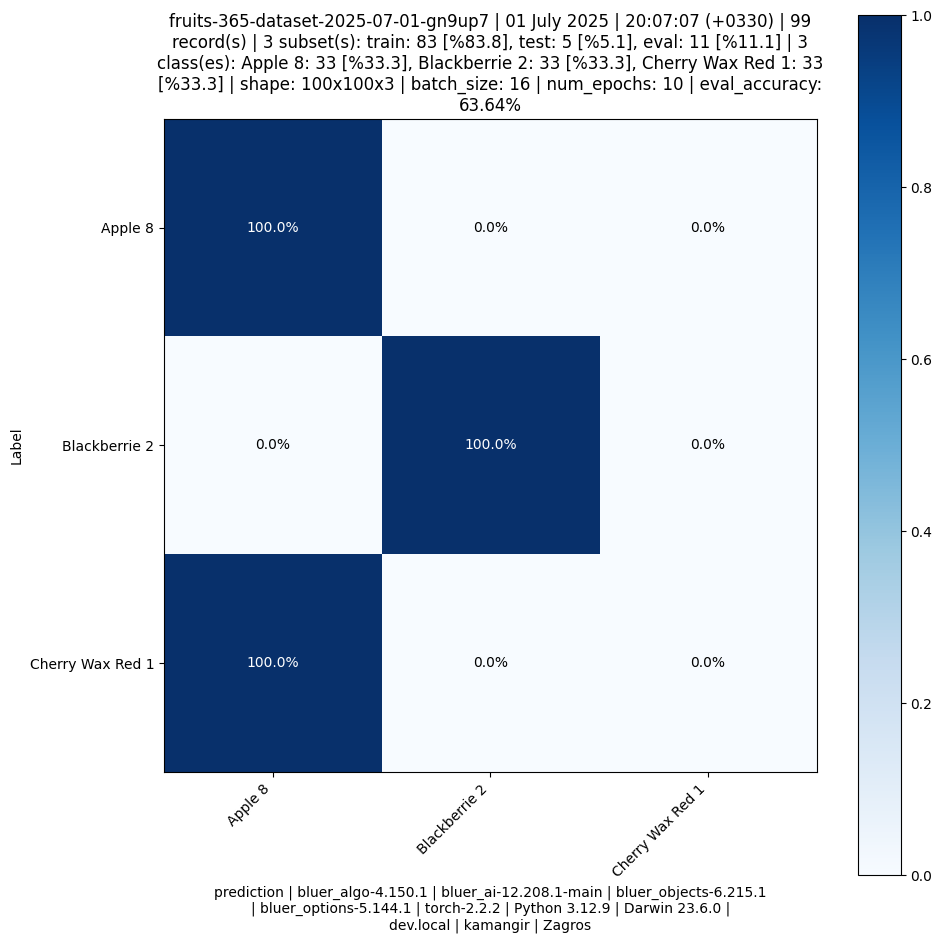 fruits-365-dataset-2025-07-01-gn9up7 | 01 July 2025 | 20:07:07 (+0330) | 99
record(s) | 3 subset(s): train: 83 [%83.8], test: 5 [%5.1], eval: 11 [%11.1] | 3
class(es): Apple 8: 33 [%33.3], Blackberrie 2: 33 [%33.3], Cherry Wax Red 1: 33
[%33.3] | shape: 100x100x3 | batch_size: 16 | num_epochs: 10 | eval_accuracy:
63.64%
Label
Apple 8
100.0%
0.0%
0.0%
Blackberrie 2
0.0%
100.0%
0.0%
Cherry Wax Red 1
100.0%
0.0%
0.0%
Apple 8
Blackberrie 2
Cherry Wax Red 1
prediction | bluer_algo-4.150.1 | bluer_ai-12.208.1-main | bluer_objects-6.215.1
| bluer_options-5.144.1 | torch-2.2.2 | Python 3.12.9 | Darwin 23.6.0 |
dev.local | kamangir | Zagros
1.0
0.8
0.6
0.4
0.2
0.0